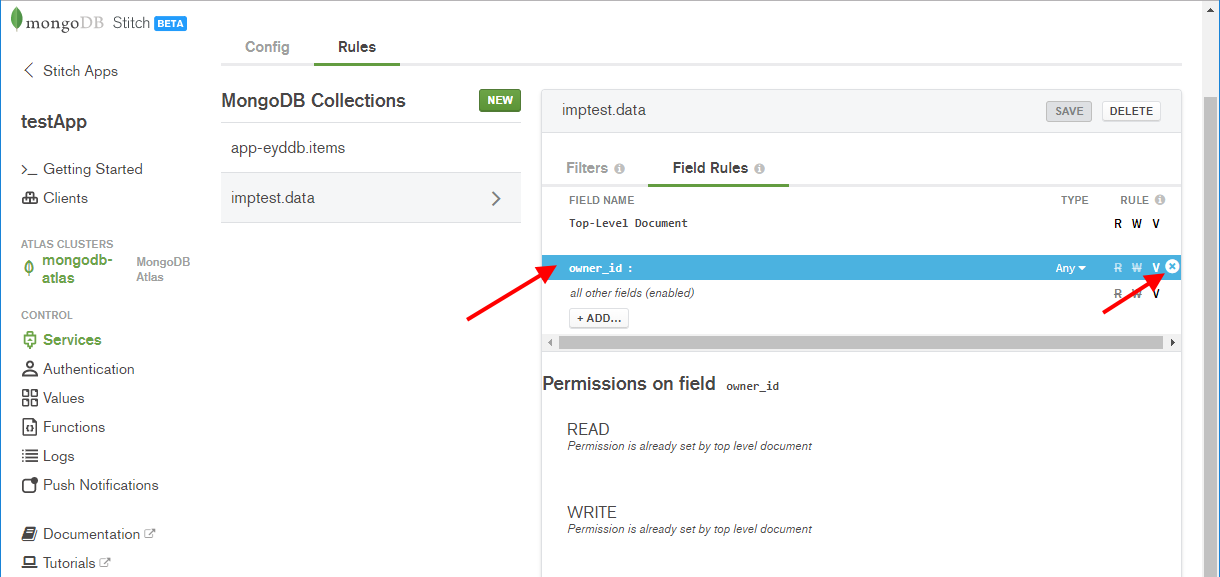 mongoDB Stitch BETA
Stitch Apps
testApp
Getting Started
Clients
ATLAS CLUSTERS
mongodb-
atlas
MongoDB
Atlas
CONTROL
Services
Authentication
Values
Functions
Logs
Push Notifications
Documentation
Tutorials
Config Rules
MongoDB Collections NEW
app-eyddb.items
imptest.data
imptest.data SAVE DELETE
Filters Field Rules
FIELD NAME TYPE RULE
Top-Level Document R W V
owner_id : Any R W V
all other fields (enabled) R W V
+ ADD...
Permissions on field owner_id
READ
Permission is already set by top level document
WRITE
Permission is already set by top level document